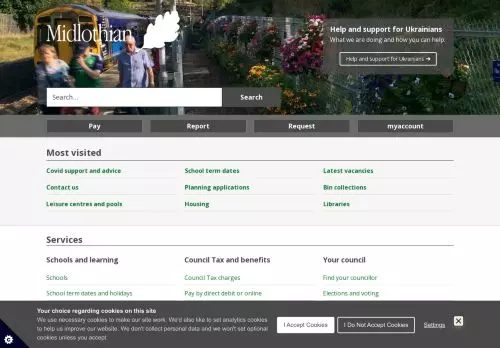 Midlothian
Help and support for Ukrainians
What we are doing and how you can help.
Help and support for Ukrainians →
Search...
Search
Pay
Report
Request
myaccount
Most visited
Covid support and advice
School term dates
Latest vacancies
Contact us
Planning applications
Bin collections
Leisure centres and pools
Housing
Libraries
Services
Schools and learning
Council Tax and benefits
Your council
Schools
Council Tax charges
Find your councillor
School term dates and holidays
Pay by direct debit or online
Elections and voting
Your choice regarding cookies on this site
We use necessary cookies to make our site work. We'd also like to set analytics cookies
to help us improve our website. We don't collect personal data and we won't set
optional cookies unless you accept.
I Accept Cookies
I Do Not Accept Cookies
Settings